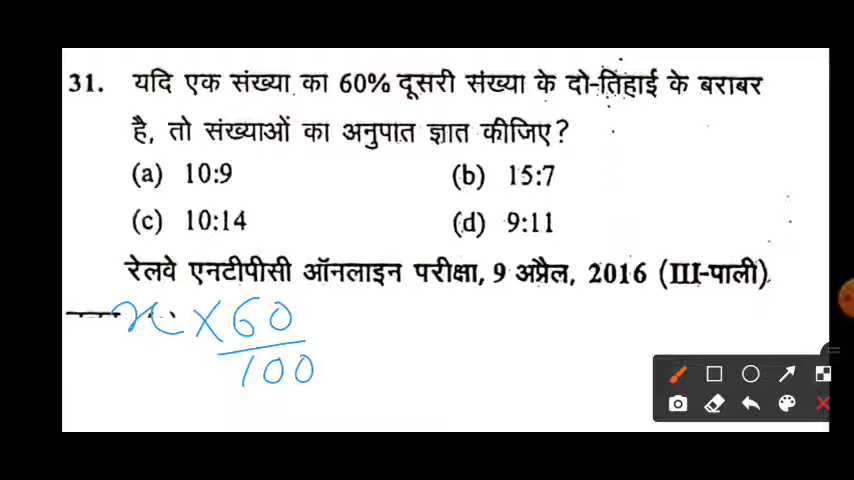 31. यदि एक संख्या का 60% दूसरी संख्या के दो-तिहाई के बराबर
है, तो संख्याओं का अनुपात ज्ञात कीजिए?
(a) 10:9 (b) 15:7
(c) 10:14 (d) 9:11
रेलवे एनटीपीसी ऑनलाइन परीक्षा, 9 अप्रैल, 2016 (III-पाली)
x × 60
100